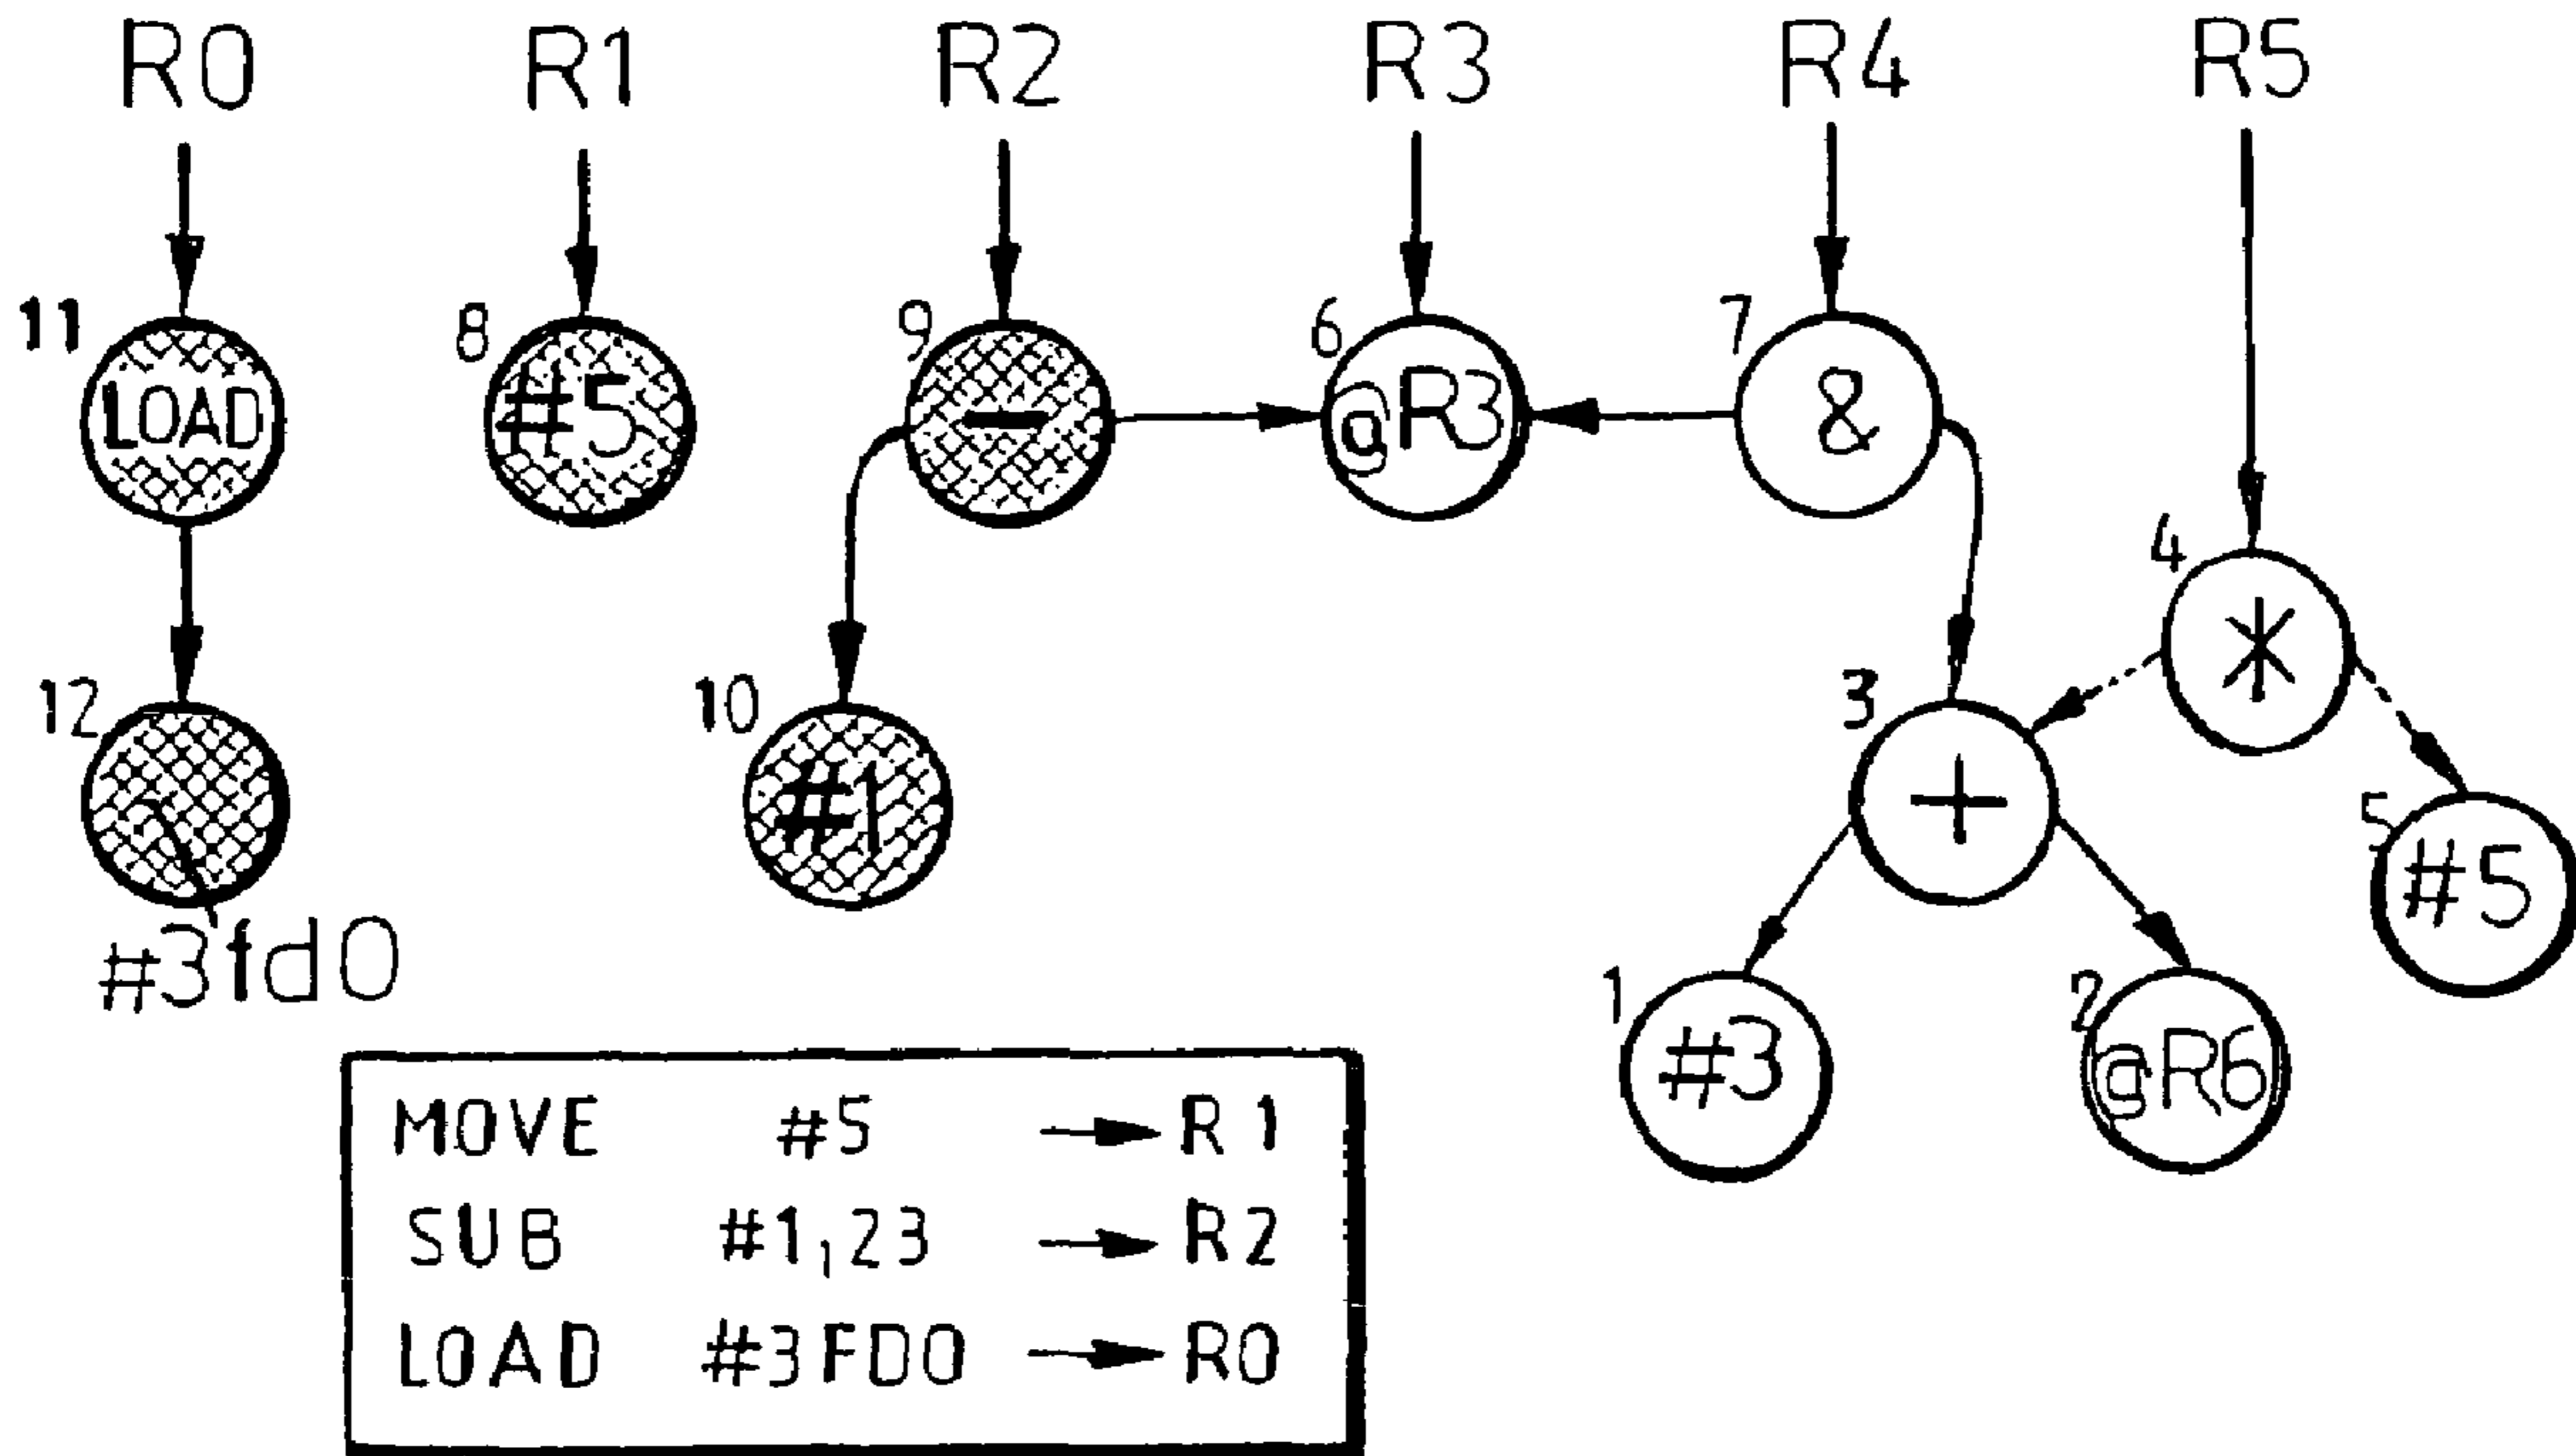 R0 R1 R2 R3 R4 R5
11 8 9 6 7
LOAD #5 - @R3 &
4
*
12 10 3
#1 + 5 #5
#3fd0
1 2
#3 @R6
MOVE #5 → R1
SUB #1,23 → R2
LOAD #3FD0 → R0